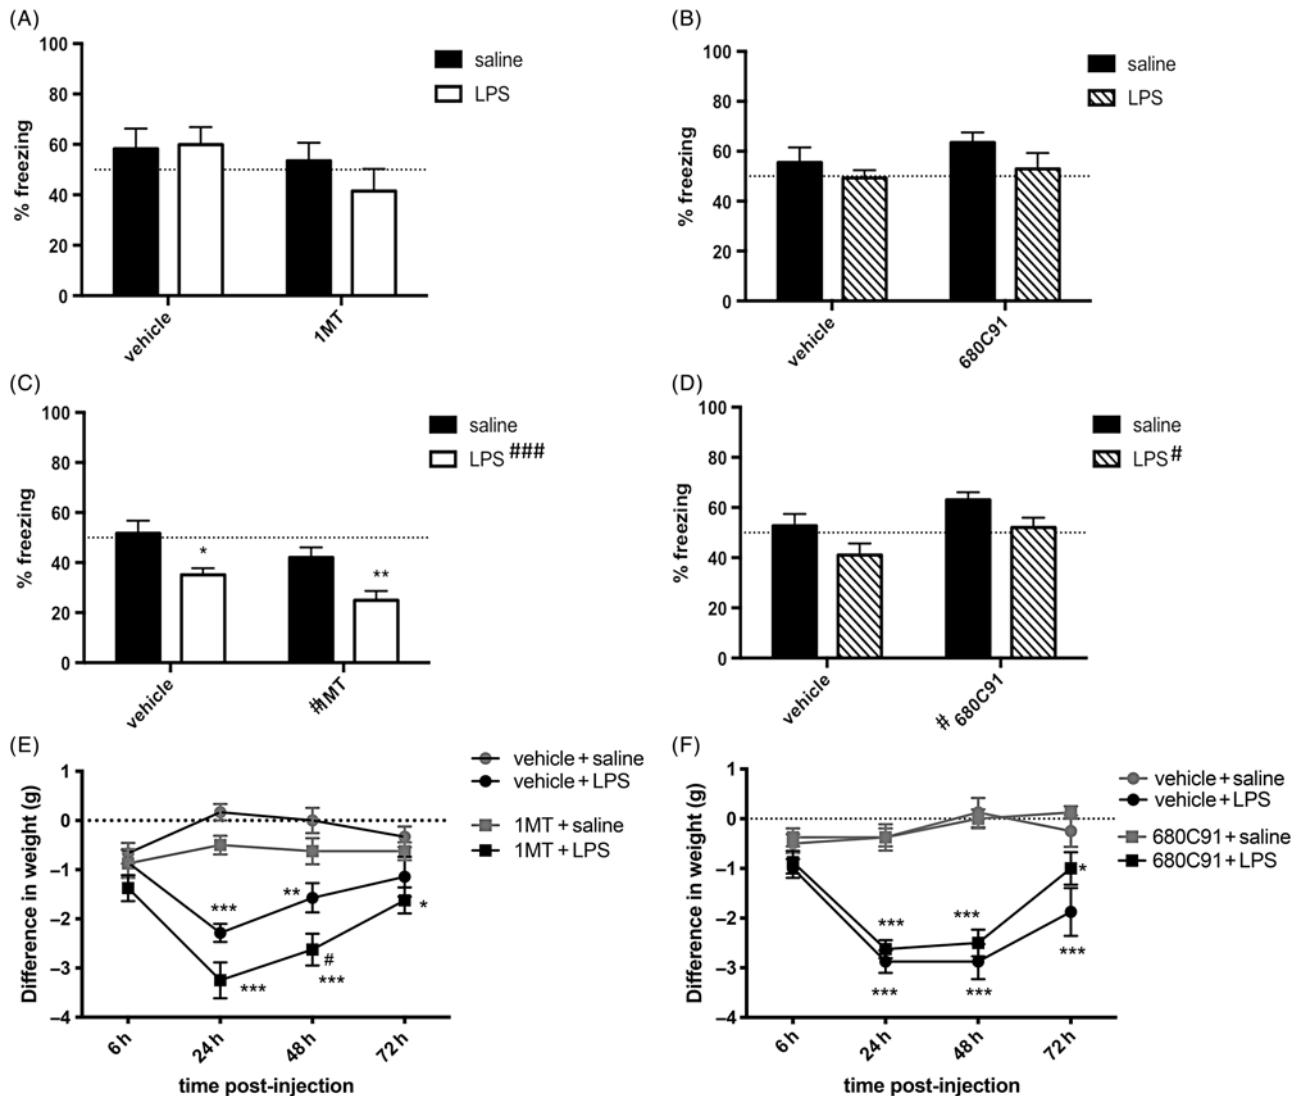 (A)
100
80
60
40
20
0
% freezing
saline
LPS
vehicle
1MT
(B)
100
80
60
40
20
0
% freezing
saline
LPS
vehicle
680C91
(C)
100
80
60
40
20
0
% freezing
saline
LPS ###
*
**
vehicle
#1MT
(D)
100
80
60
40
20
0
% freezing
saline
LPS #
vehicle
# 680C91
(E)
1
0
–1
–2
–3
–4
Difference in weight (g)
vehicle + saline
vehicle + LPS
1MT + saline
1MT + LPS
***
**
*
#
***
***
6 h
24 h
48 h
72 h
time post-injection
(F)
1
0
–1
–2
–3
–4
Difference in weight (g)
vehicle + saline
vehicle + LPS
680C91 + saline
680C91 + LPS
*
***
***
***
***
***
6 h
24 h
48 h
72 h
time post-injection